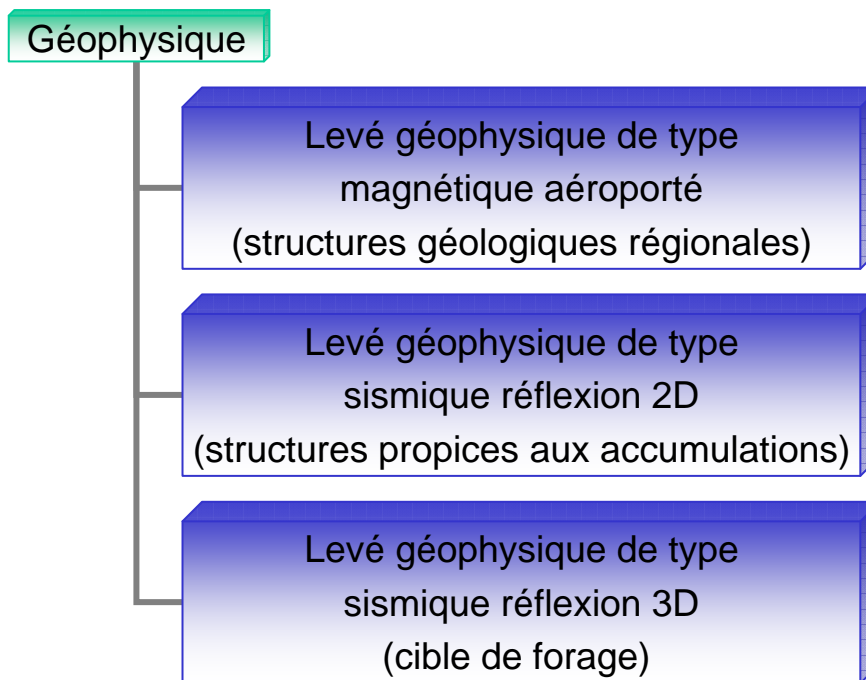 Géophysique
Levé géophysique de type
magnétique aéroporté
(structures géologiques régionales)
Levé géophysique de type
sismique réflexion 2D
(structures propices aux accumulations)
Levé géophysique de type
sismique réflexion 3D
(cible de forage)